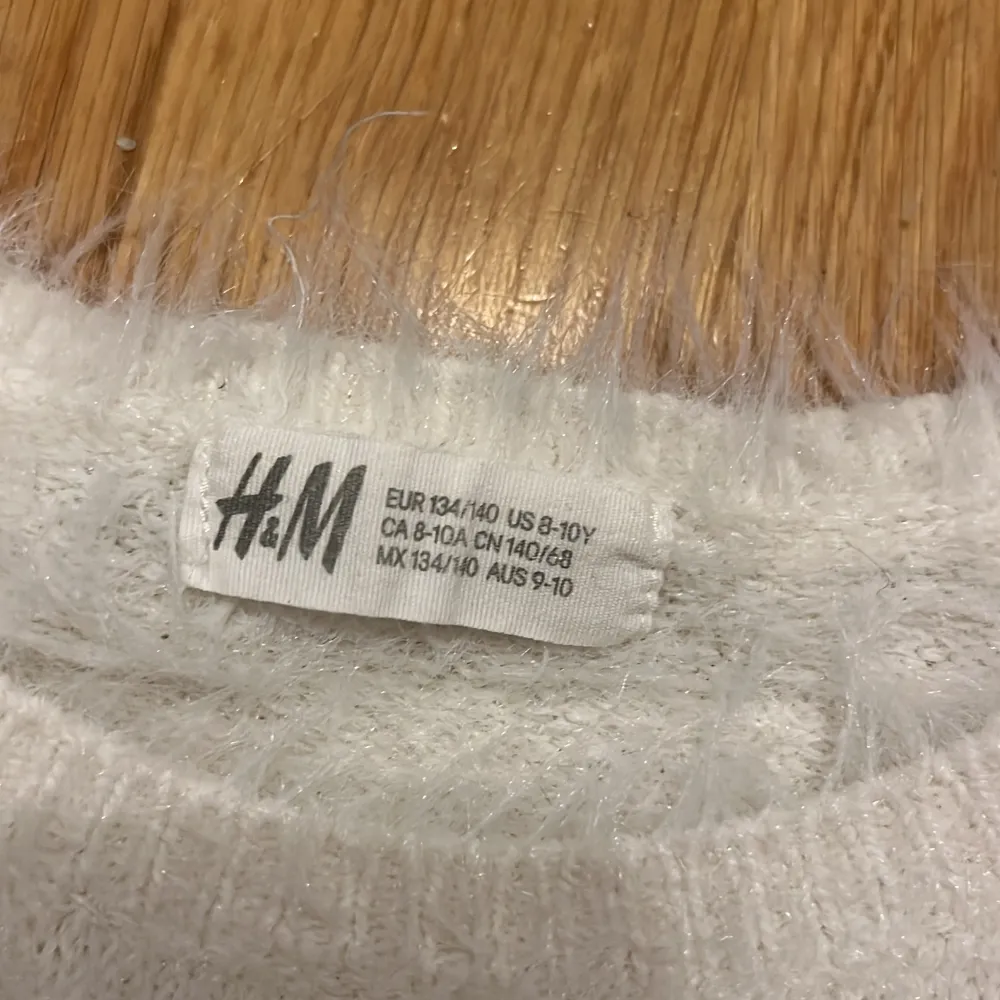 H&M
EUR 134/140 US 8-10Y
CA 8-10A CN 140/68
MX 134/140 AUS 9-10